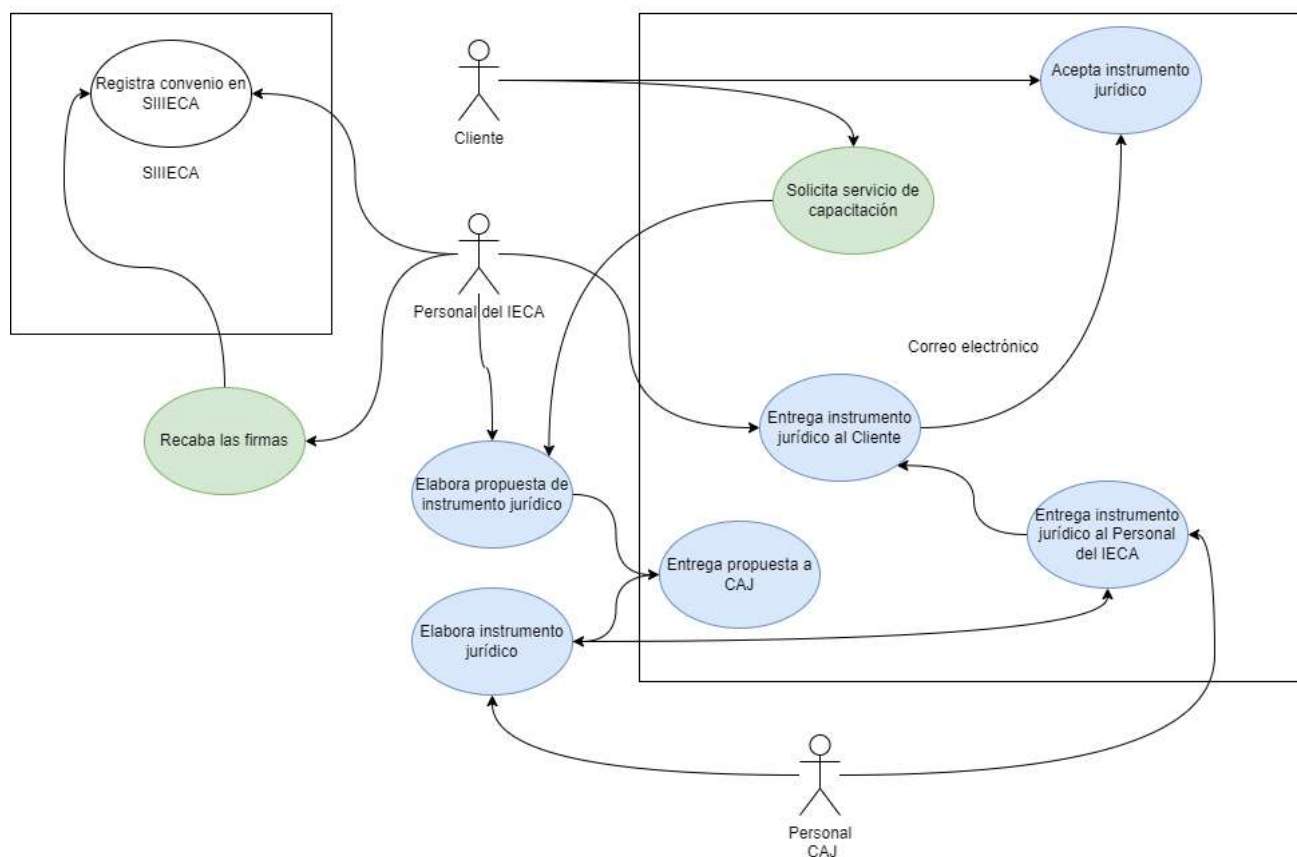 Registra convenio en
SIIIECA
SIIIECA
Cliente
Acepta instrumento
jurídico
Solicita servicio de
capacitación
Personal del IECA
Correo electrónico
Recaba las firmas
Entrega instrumento
jurídico al Cliente
Elabora propuesta de
instrumento jurídico
Entrega instrumento
jurídico al Personal
del IECA
Entrega propuesta a
CAJ
Elabora instrumento
jurídico
Personal
CAJ